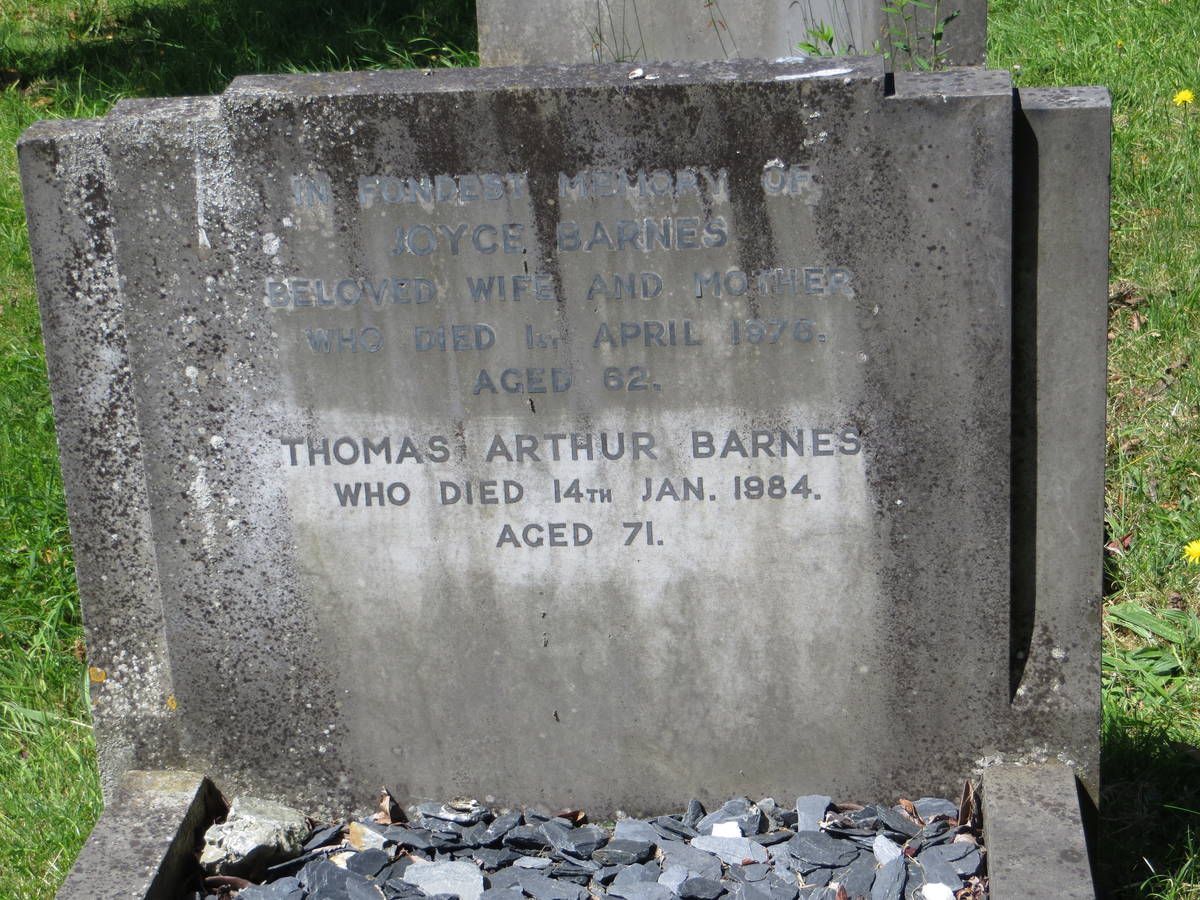 IN FONDEST MEMORY OF
JOYCE BARNES
BELOVED WIFE AND MOTHER
WHO DIED 1ST APRIL 1976.
AGED 62.
THOMAS ARTHUR BARNES
WHO DIED 14TH JAN. 1984.
AGED 71.